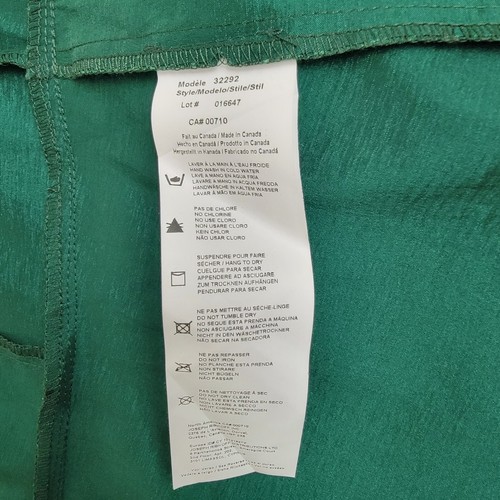 Modèle 32292
Style/Modelo/Stile/Stil
Lot # 016647
CA# 00710
Fait au Canada / Made in Canada
Hecho en Canadá / Prodotto in Canada
Hergestellt in Kanada / Fabricado no Canadá
LAVER À LA MAIN À L'EAU FROIDE
HAND WASH IN COLD WATER
LAVE A MANO EN AGUA FRIA
LAVARE A MANO IN ACQUA FREDDA
HANDWÄSCHE IN KALTEM WASSER
LAVAR À MÃO EM ÁGUA FRIA
PAS DE CHLORE
NO CHLORINE
NO USE CLORO
NON USARE CLORO
KEIN CHLOR
NÃO USAR CLORO
SUSPENDRE POUR FAIRE
SÉCHER / HANG TO DRY
CUELGUE PARA SECAR
APPENDERE AD ASCIUGARE
ZUM TROCKNEN AUFHÄNGEN
PENDURAR PARA SECAR
NE PAS METTRE AU SÈCHE-LINGE
DO NOT TUMBLE DRY
NO SEQUE ESTA PRENDA A MÁQUINA
NON ASCIUGARE A MACCHINA
NICHT IN DEN WÄSCHETROCKNER
NÃO SECAR NA SECADORA
NE PAS REPASSER
DO NOT IRON
NO PLANCHE ESTA PRENDA
NON STIRARE
NICHT BÜGELN
NÃO PASSAR
PAS DE NETTOYAGE À SEC
DO NOT DRY CLEAN
NO LAVE ESTA PRENDA EN SECO
NON LAVARE A SECCO
NICHT CHEMISCH REINIGEN
NÃO LAVAR A SECO